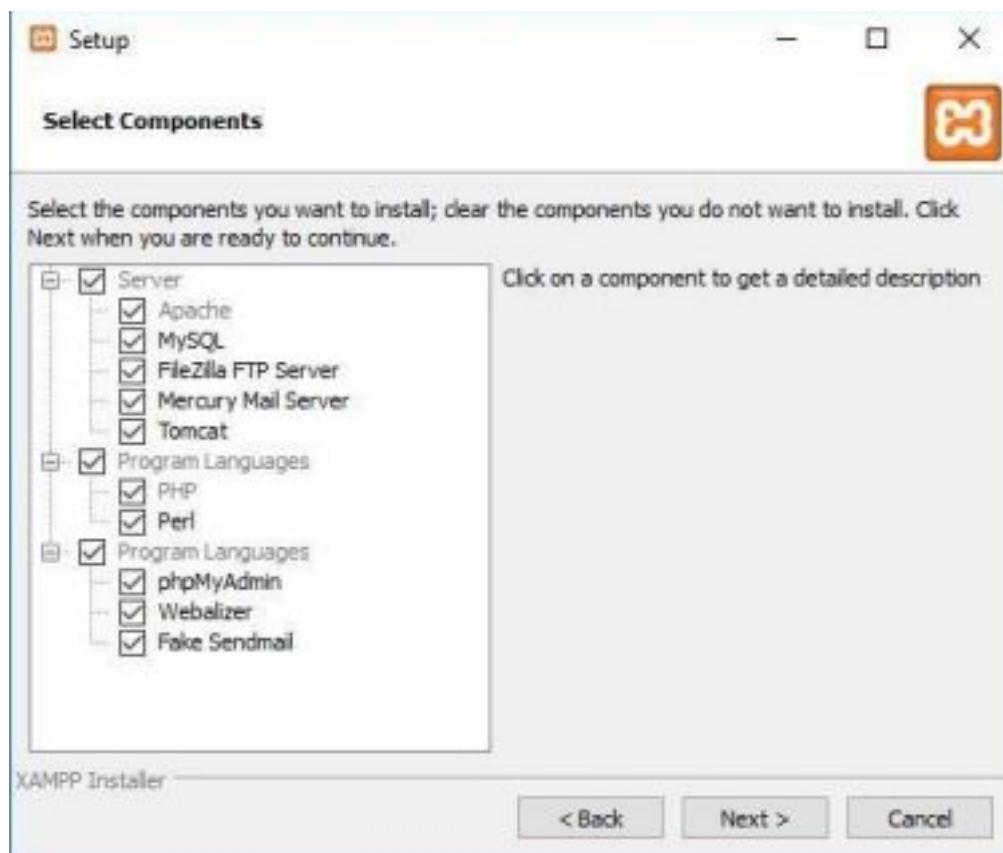 Setup
Select Components
Select the components you want to install; clear the components you do not want to install. Click
Next when you are ready to continue.
Click on a component to get a detailed description
Server
Apache
MySQL
FileZilla FTP Server
Mercury Mail Server
Tomcat
Program Languages
PHP
Perl
Program Languages
phpMyAdmin
Webalizer
Fake Sendmail
XAMPP Installer
< Back
Next >
Cancel